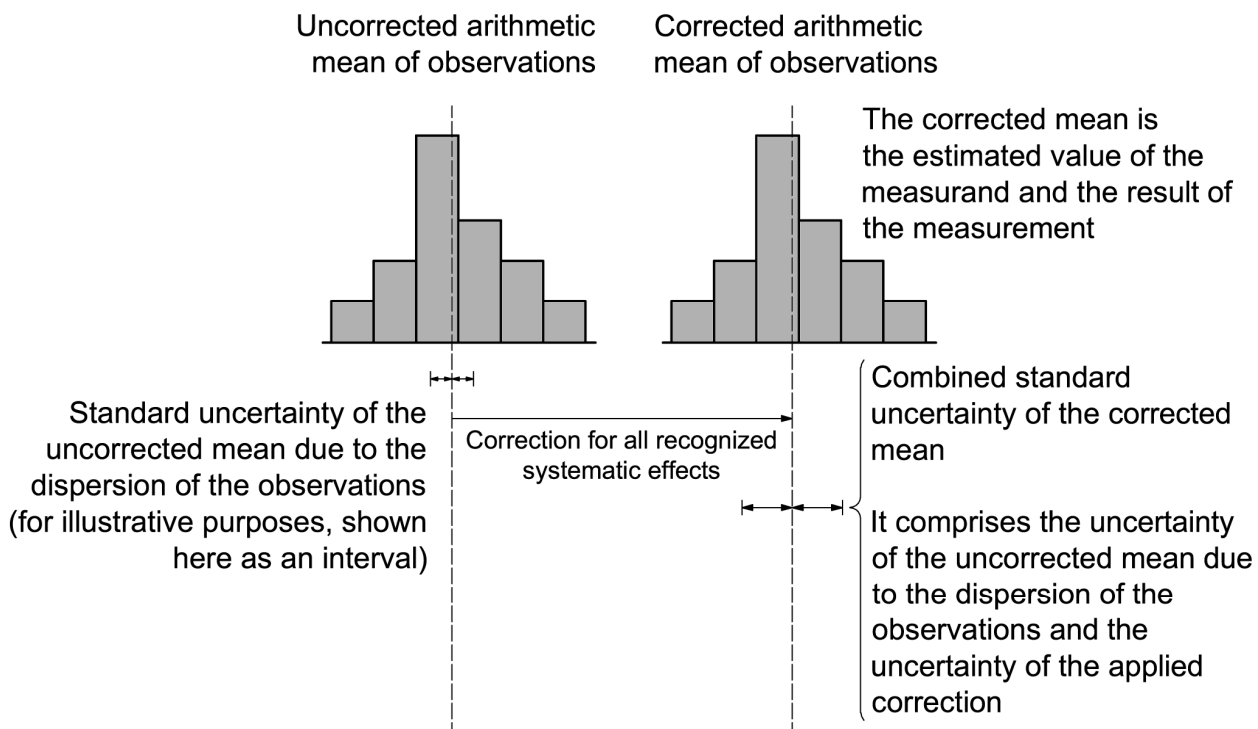 Uncorrected arithmetic
mean of observations
Corrected arithmetic
mean of observations
The corrected mean is
the estimated value of the
measurand and the result of
the measurement
Standard uncertainty of the
uncorrected mean due to the
dispersion of the observations
(for illustrative purposes, shown
here as an interval)
Correction for all recognized
systematic effects
Combined standard
uncertainty of the corrected
mean
It comprises the uncertainty
of the uncorrected mean due
to the dispersion of the
observations and the
uncertainty of the applied
correction